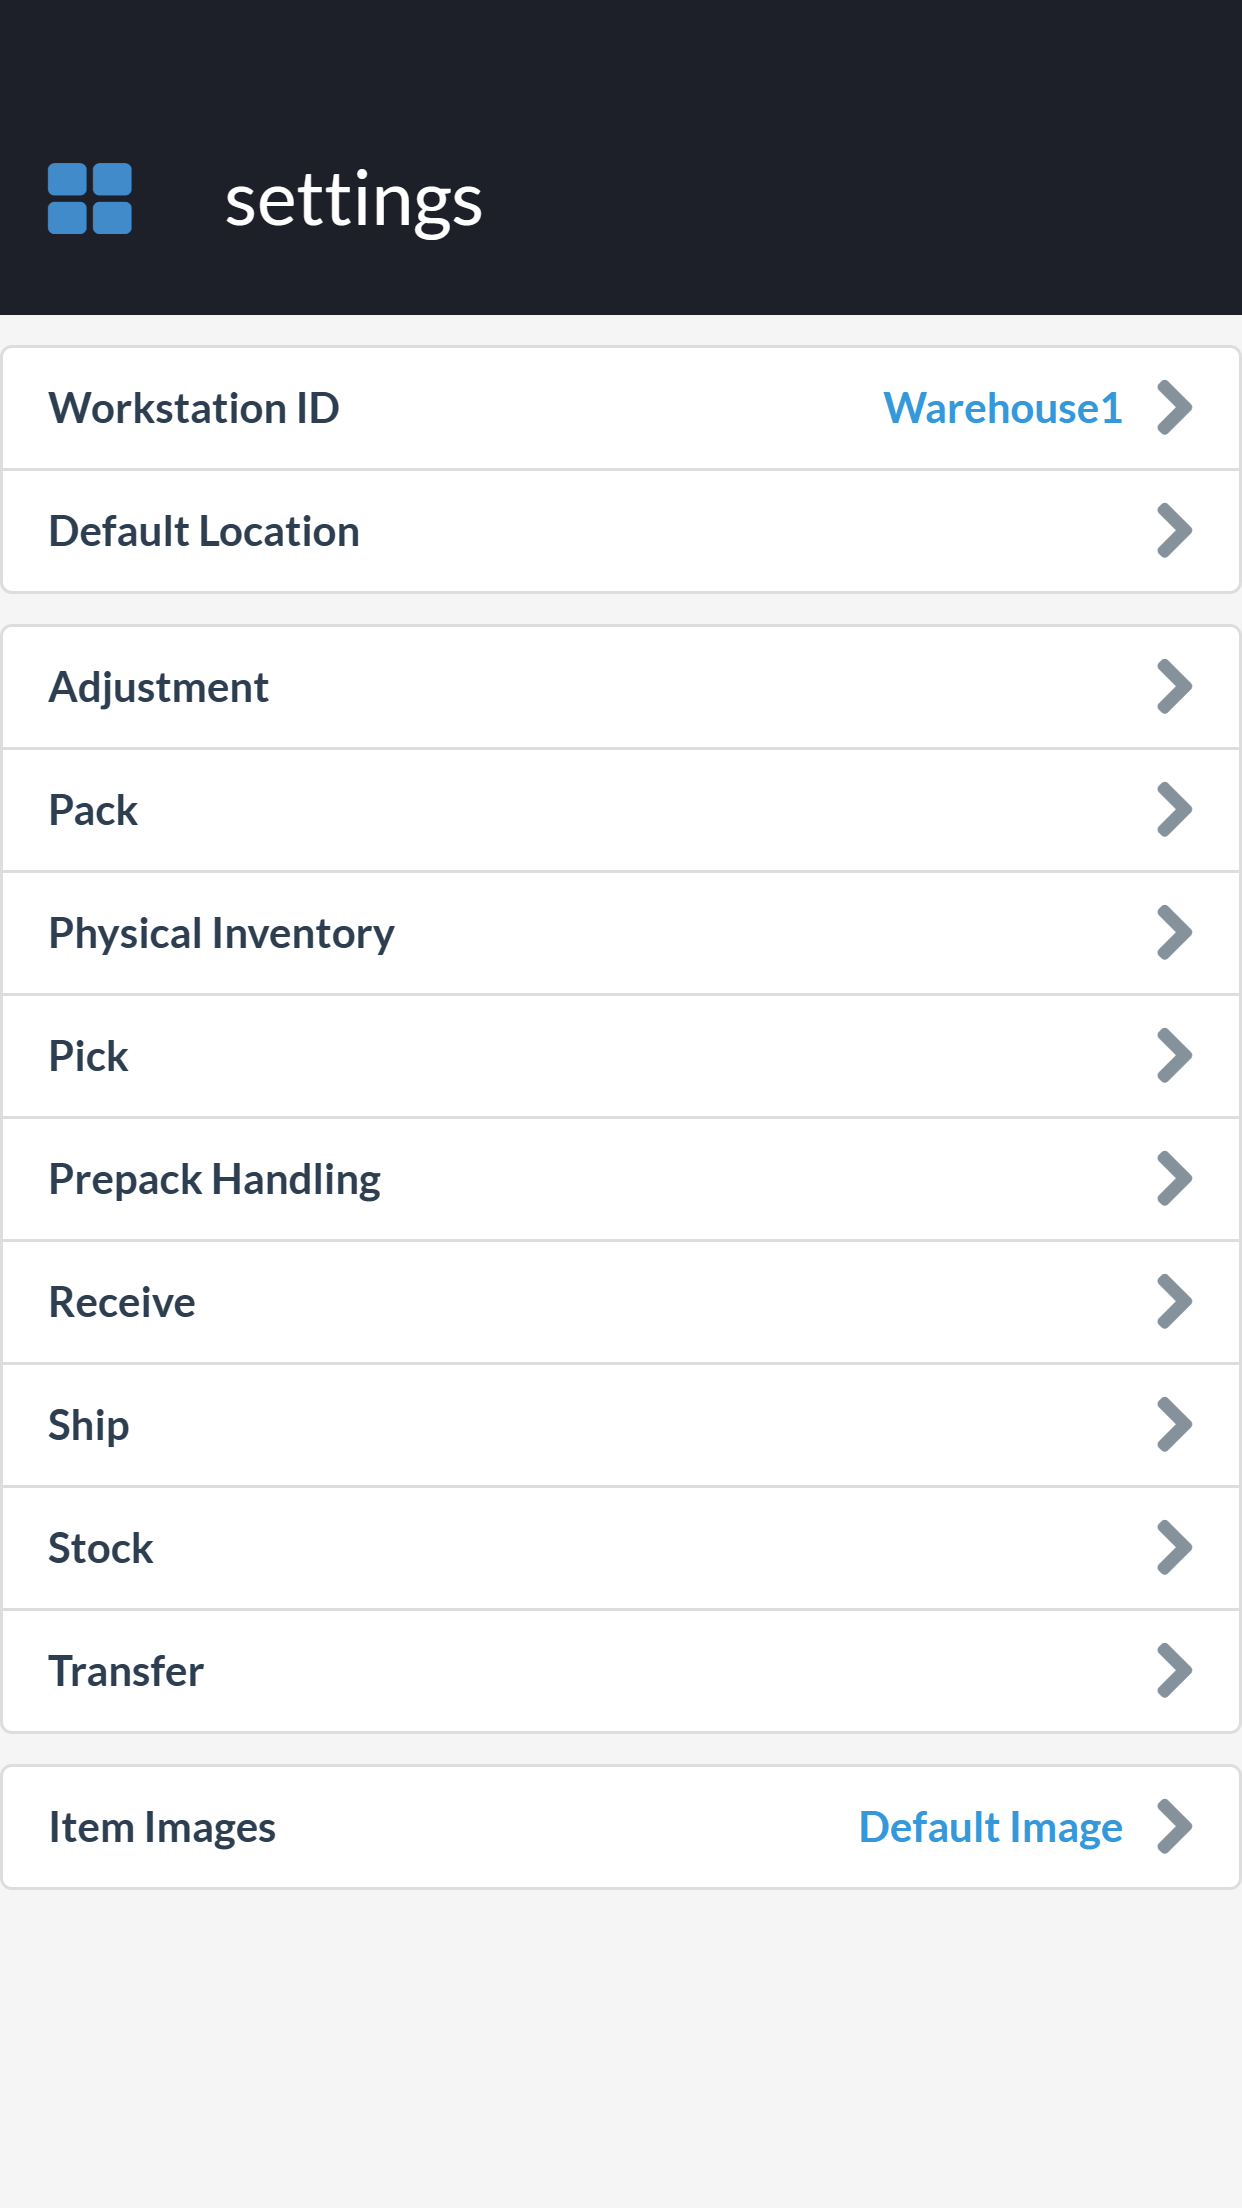 settings
Workstation ID Warehouse1
Default Location
Adjustment
Pack
Physical Inventory
Pick
Prepack Handling
Receive
Ship
Stock
Transfer
Item Images Default Image